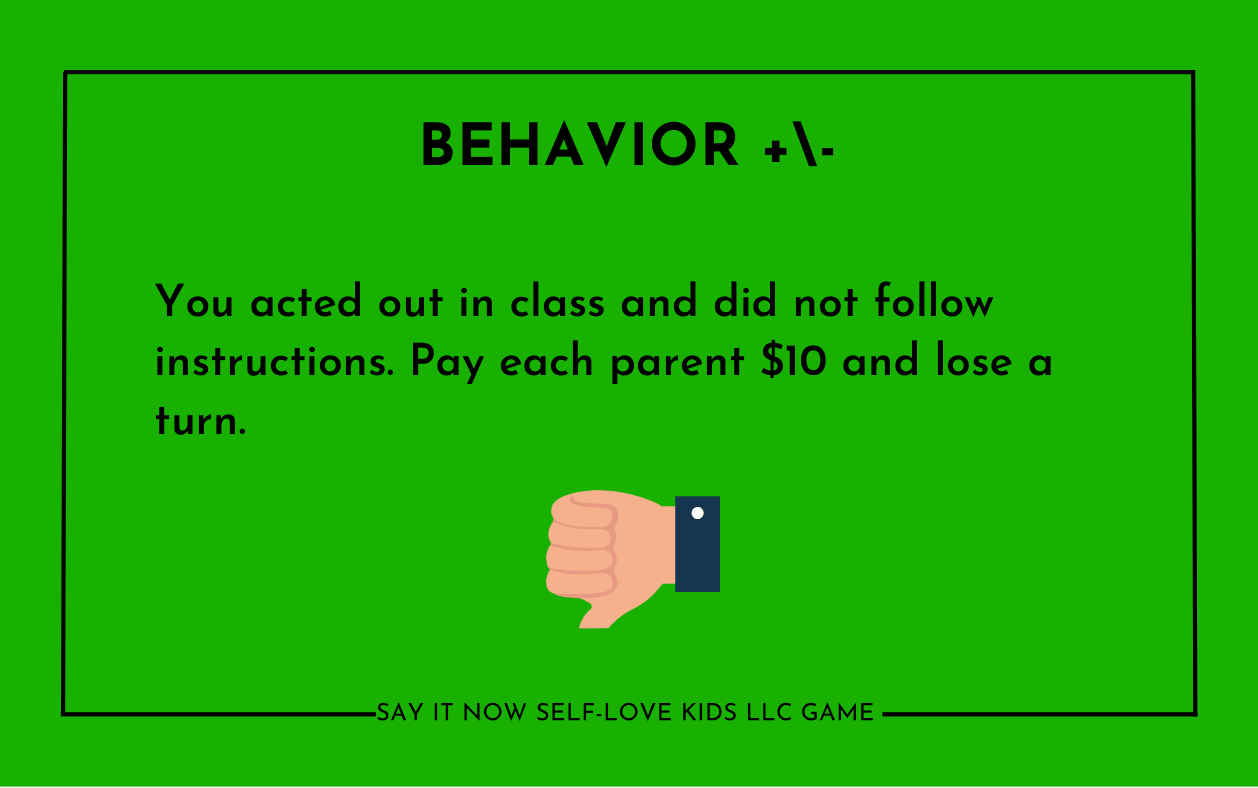 BEHAVIOR +\-
You acted out in class and did not follow
instructions. Pay each parent $10 and lose a
turn.
SAY IT NOW SELF-LOVE KIDS LLC GAME